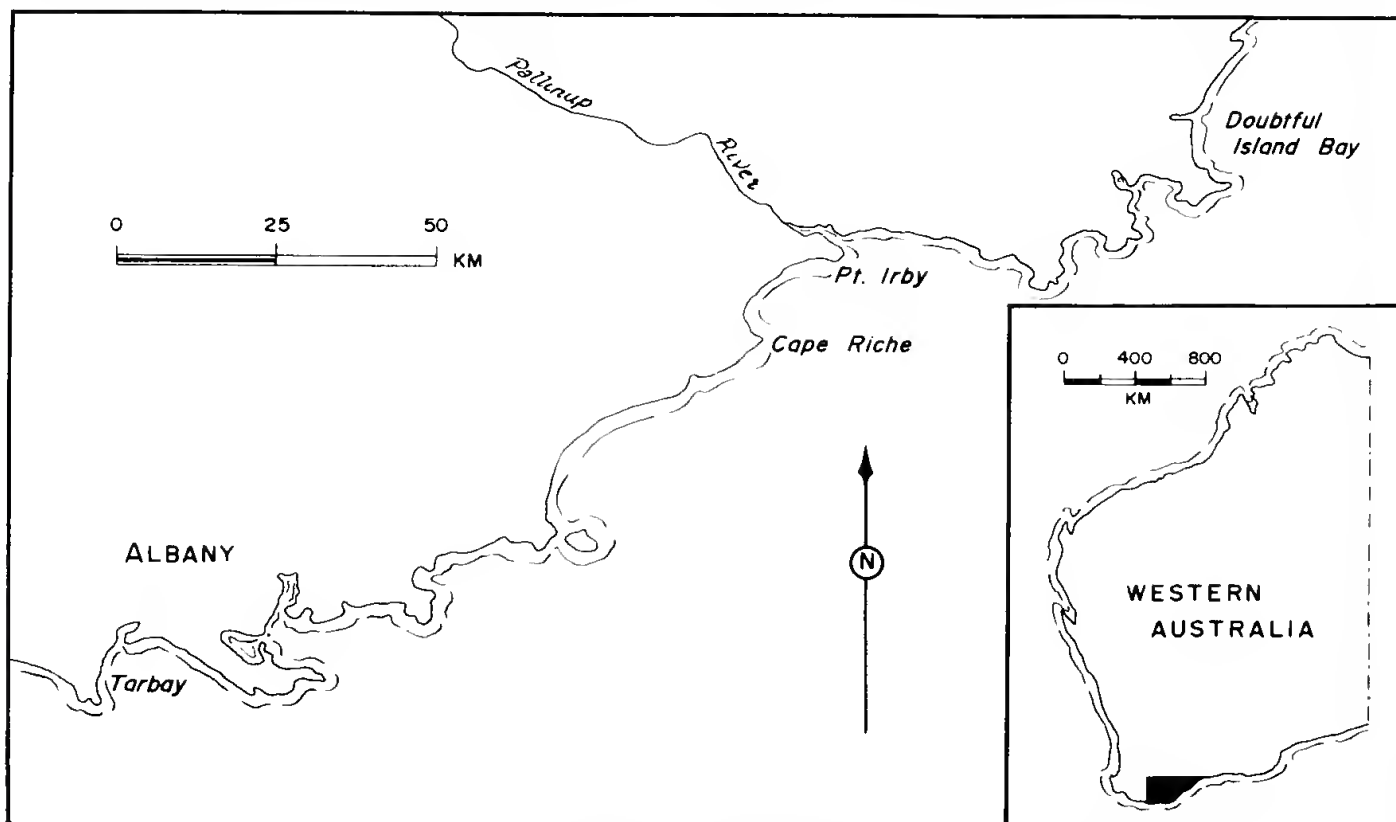 Pallinup
River
Doubtful
Island Bay
0 25 50
KM
Pt. Irby
Cape Riche
ALBANY
Tarbay
N
0 400 800
KM
WESTERN
AUSTRALIA